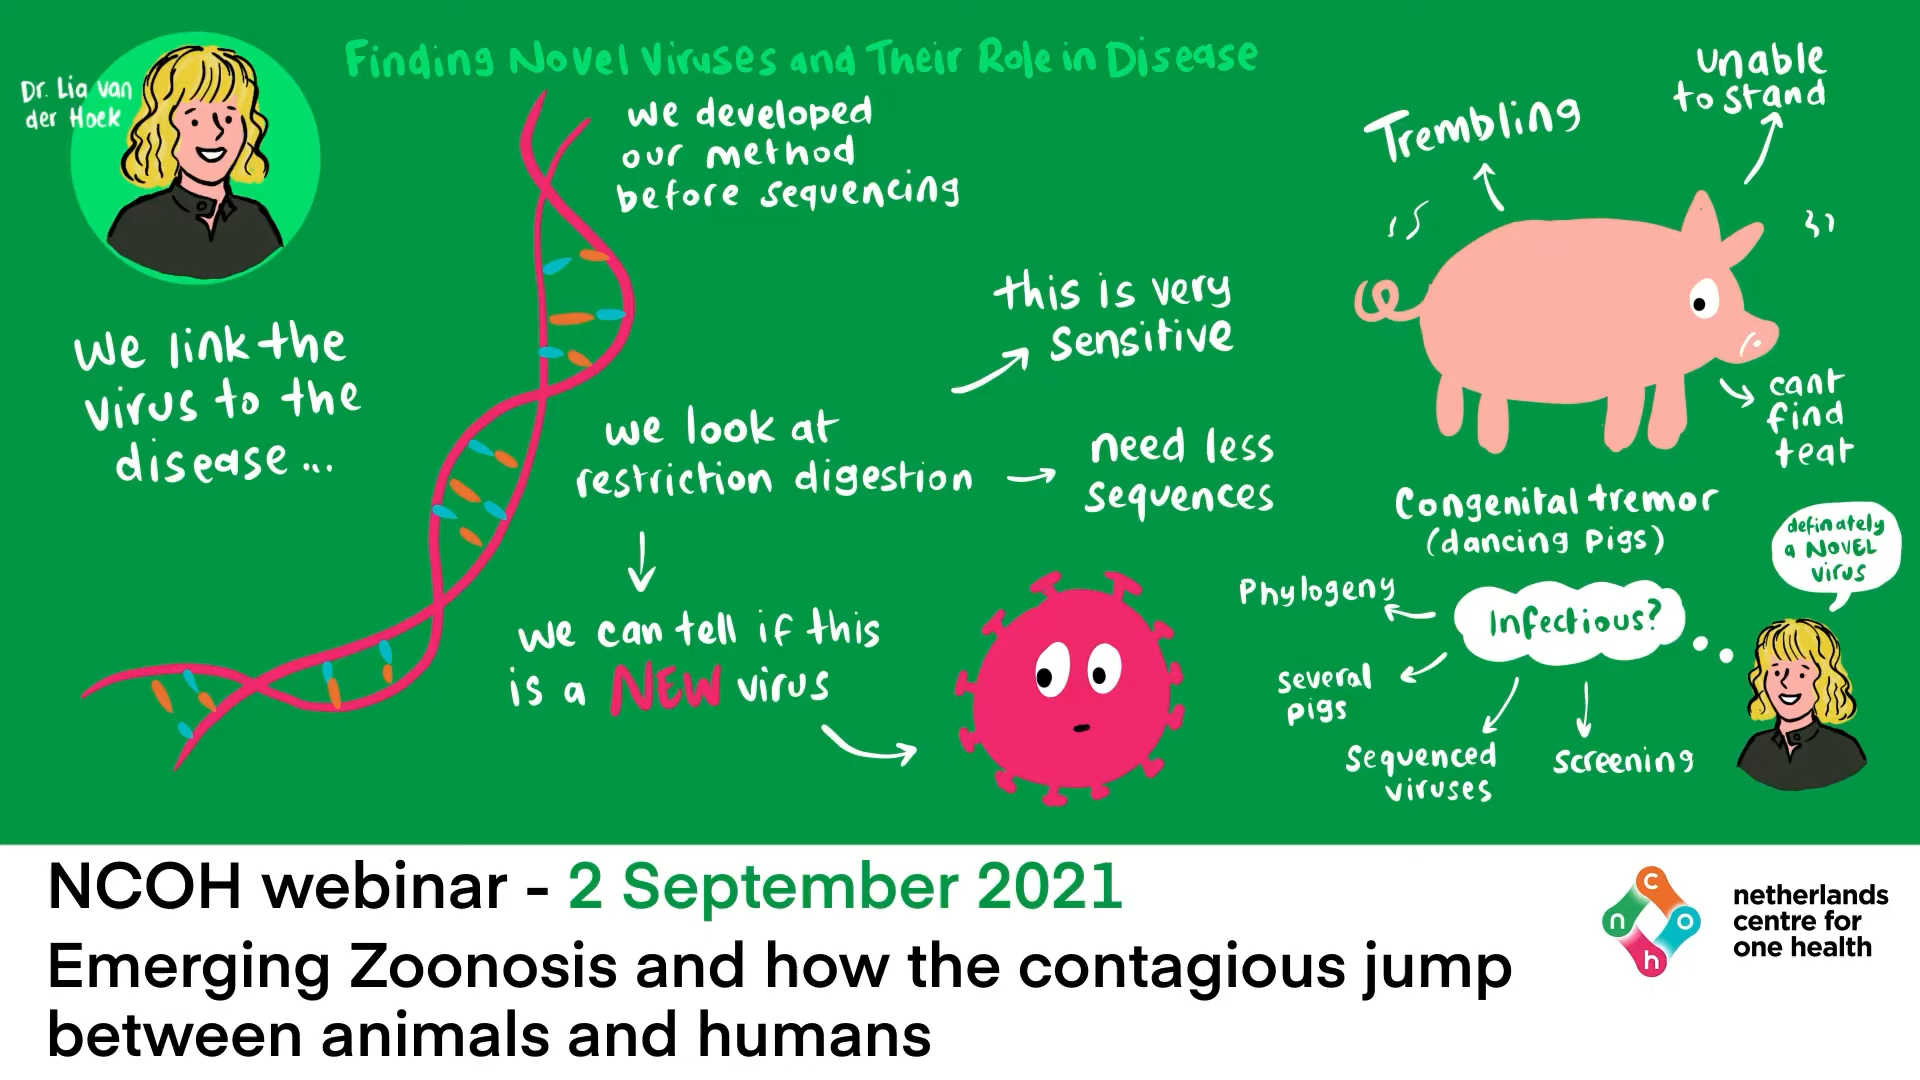 Finding Novel Viruses and Their Role in Disease
Dr. Lia van
der Hoek
we developed
our method
before sequencing
We link the
virus to the
disease...
this is very
sensitive
we look at
restriction digestion
need less
sequences
we can tell if this
is a NEW virus
Trembling
unable
to stand
cant
find
teat
Congenital tremor
(dancing pigs)
definately
a NOVEL
virus
Infectious?
Phylogeny
several
pigs
Sequenced
viruses
screening
NCOH webinar - 2 September 2021
Emerging Zoonosis and how the contagious jump
between animals and humans
c
n o
h
netherlands
centre for
one health